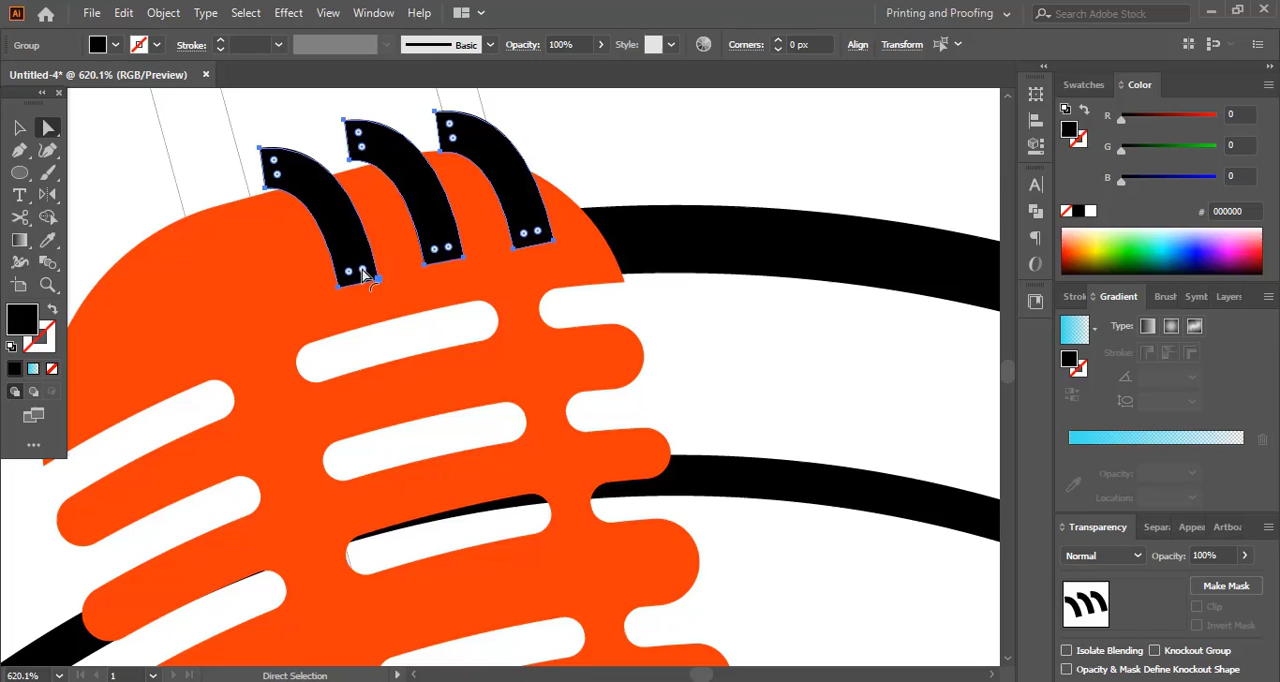 Ai File Edit Object Type Select Effect View Window Help Printing and Proofing Search Adobe Stock
Group Stroke: Basic Opacity: 100% Style: Corners: 0 px Align Transform
Untitled-4* @ 620.1% (RGB/Preview) ×
Swatches Color
R 0
G 0
B 0
# 000000
Strok Gradient Brush Symb Layers
Type:
Stroke:
Opacity:
Location:
Transparency Separ Appea Artboa
Normal Opacity: 100%
Make Mask
Clip
Invert Mask
Isolate Blending Knockout Group
Opacity & Mask Define Knockout Shape
620.1% 1 Direct Selection